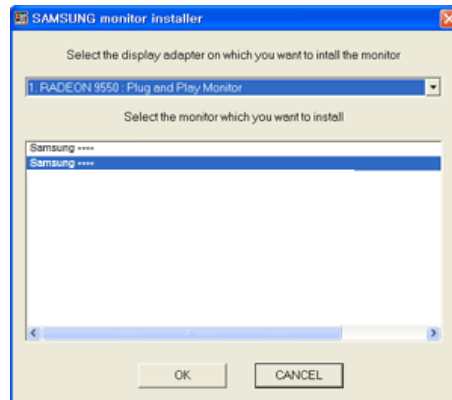 SAMSUNG monitor installer
Select the display adapter on which you want to intall the monitor
1. RADEON 9550 : Plug and Play Monitor
Select the monitor which you want to install
Samsung ----
Samsung ----
OK
CANCEL